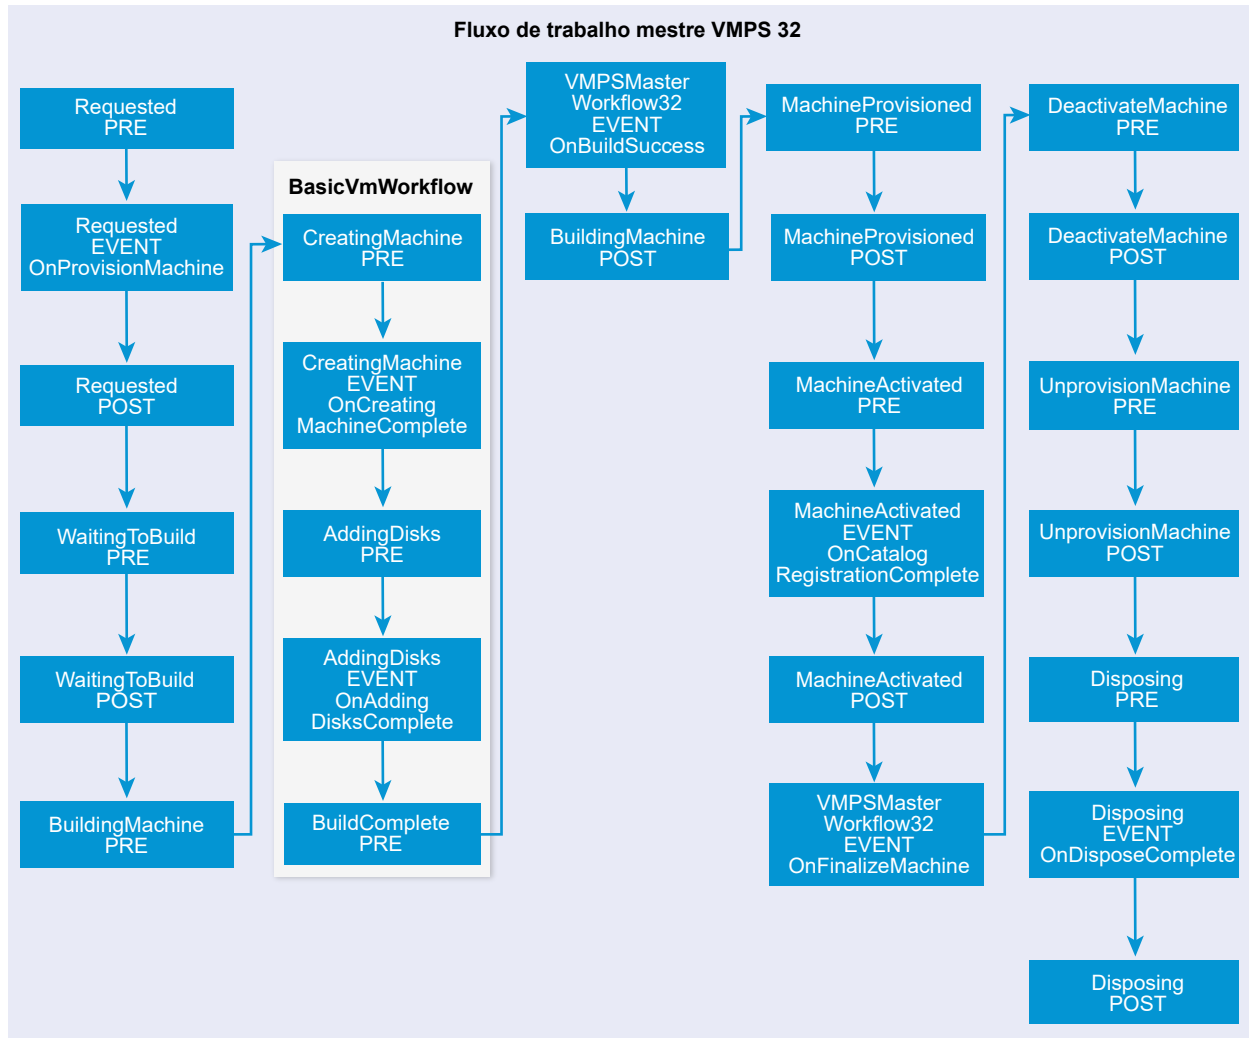 Fluxo de trabalho mestre VMPS 32
Requested
PRE
Requested
EVENT
OnProvisionMachine
Requested
POST
WaitingToBuild
PRE
WaitingToBuild
POST
BuildingMachine
PRE
BasicVmWorkflow
CreatingMachine
PRE
CreatingMachine
EVENT
OnCreating
MachineComplete
AddingDisks
PRE
AddingDisks
EVENT
OnAdding
DisksComplete
BuildComplete
PRE
VMPSMaster
Workflow32
EVENT
OnBuildSuccess
BuildingMachine
POST
MachineProvisioned
PRE
MachineProvisioned
POST
MachineActivated
PRE
MachineActivated
EVENT
OnCatalog
RegistrationComplete
MachineActivated
POST
VMPSMaster
Workflow32
EVENT
OnFinalizeMachine
DeactivateMachine
PRE
DeactivateMachine
POST
UnprovisionMachine
PRE
UnprovisionMachine
POST
Disposing
PRE
Disposing
EVENT
OnDisposeComplete
Disposing
POST